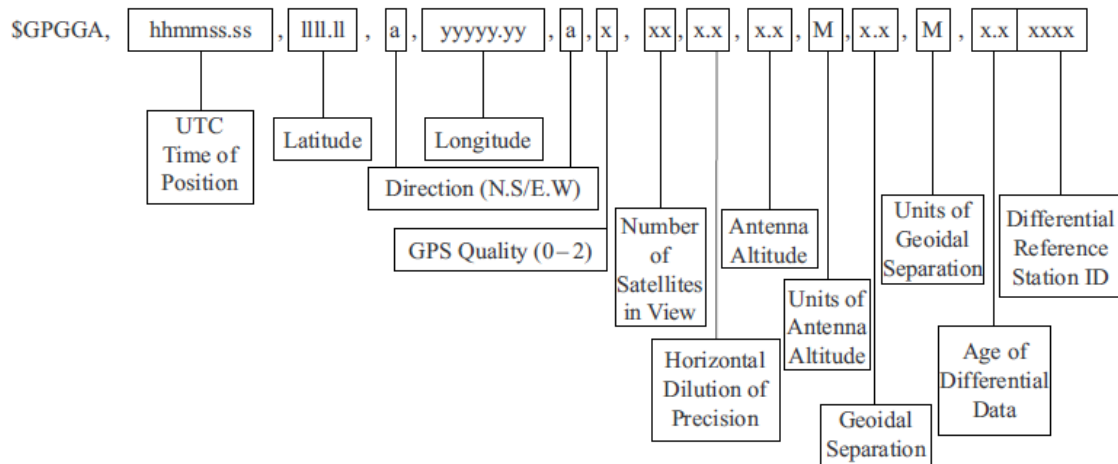 $GPGGA, hhmmss.ss , llll.ll , a , yyyyy.yy , a , x , xx , x.x , x.x , M , x.x , M , x.x xxxx
UTC
Time of
Position
Latitude
Longitude
Direction (N.S/E.W)
GPS Quality (0–2)
Number
of
Satellites
in View
Horizontal
Dilution of
Precision
Antenna
Altitude
Units of
Antenna
Altitude
Geoidal
Separation
Units of
Geoidal
Separation
Age of
Differential
Data
Differential
Reference
Station ID